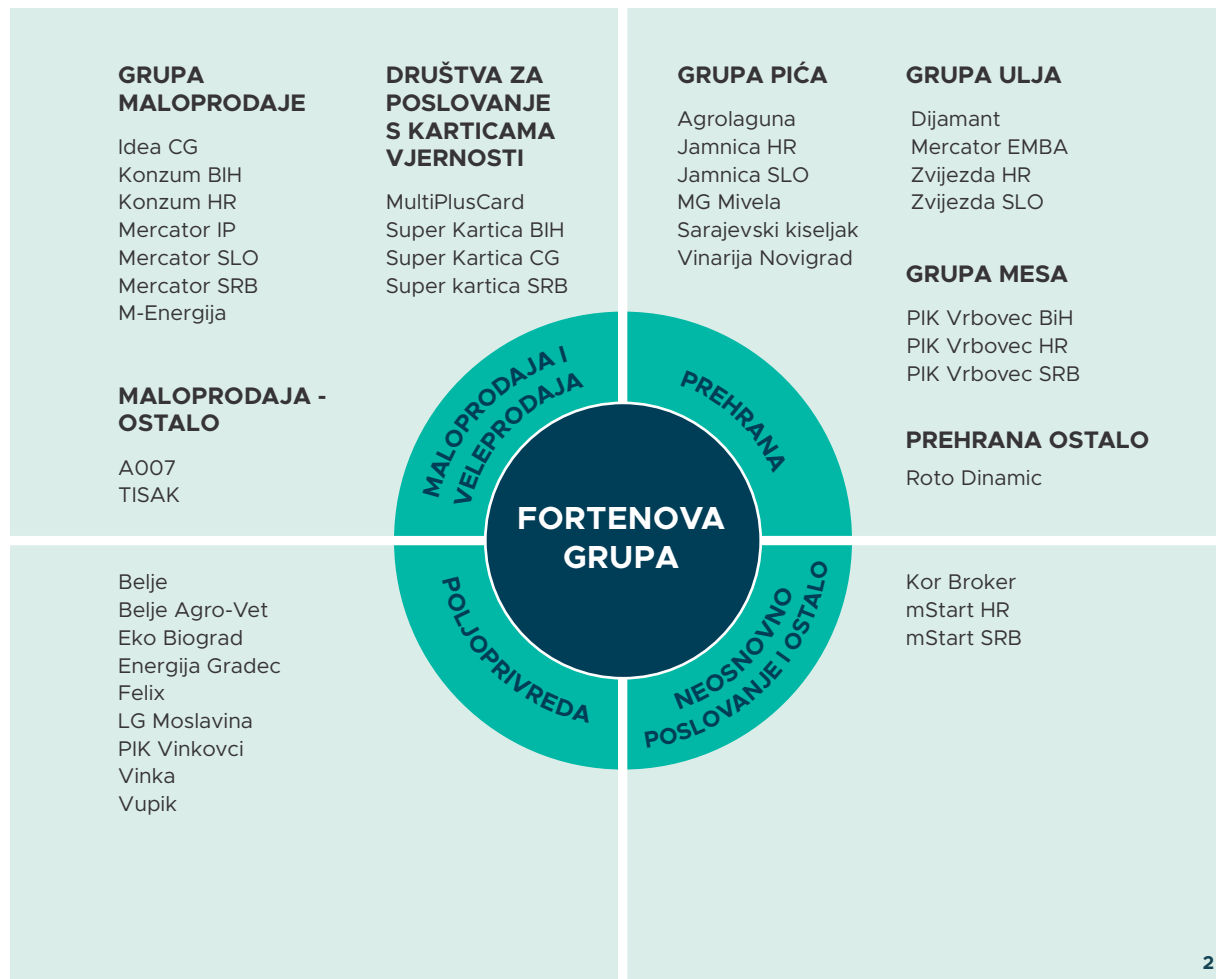 GRUPA
MALOPRODAJE
Idea CG
Konzum BIH
Konzum HR
Mercator IP
Mercator SLO
Mercator SRB
M-Energija
MALOPRODAJA -
OSTALO
A007
TISAK
DRUŠTVA ZA
POSLOVANJE
S KARTICAMA
VJERNOSTI
MultiPlusCard
Super Kartica BIH
Super Kartica CG
Super kartica SRB
GRUPA PIĆA
Agrolaguna
Jamnica HR
Jamnica SLO
MG Mivela
Sarajevski kiseljak
Vinarija Novigrad
GRUPA ULJA
Dijamant
Mercator EMBA
Zvijezda HR
Zvijezda SLO
GRUPA MESA
PIK Vrbovec BiH
PIK Vrbovec HR
PIK Vrbovec SRB
PREHRANA OSTALO
Roto Dinamic
MALOPRODAJA I
VELEPRODAJA
PREHRANA
FORTENOVA
GRUPA
POLJOPRIVREDA
NEOSNOVNO
POSLOVANJE I OSTALO
Belje
Belje Agro-Vet
Eko Biograd
Energija Gradec
Felix
LG Moslavina
PIK Vinkovci
Vinka
Vupik
Kor Broker
mStart HR
mStart SRB
2